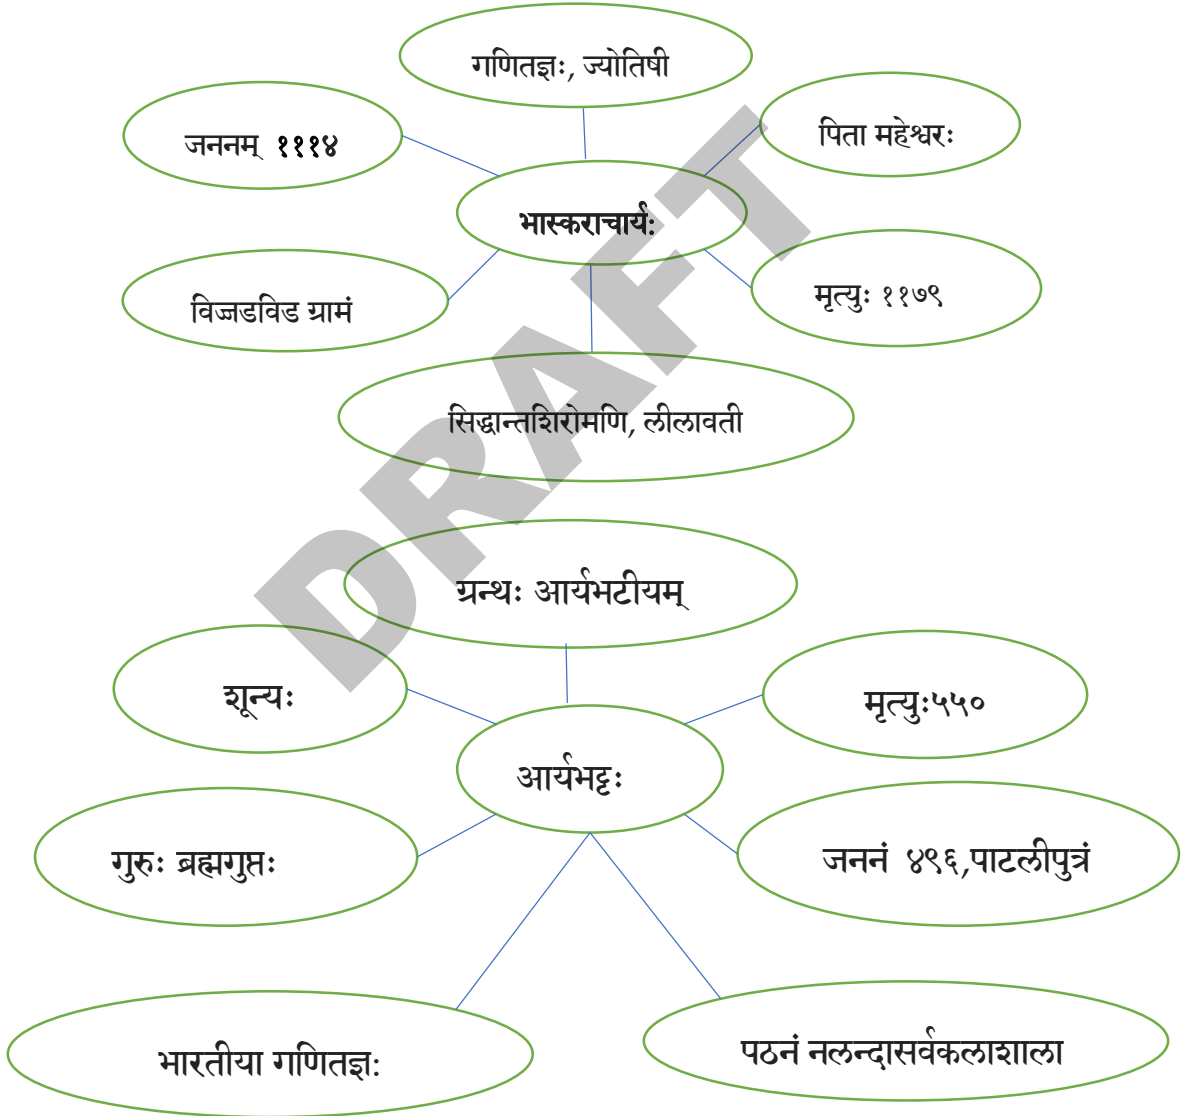 गणितज्ञः, ज्योतिषी
जननम् १११४
पिता महेश्वरः
भास्कराचार्य:
विज्जडविड ग्रामं
मृत्युः ११७९
सिद्धान्तशिरोमणि, लीलावती
DRAFT
ग्रन्थः आर्यभटीयम्
शून्यः
मृत्युः५५०
आर्यभट्टः
गुरुः ब्रह्मगुप्तः
जननं ४९६,पाटलीपुत्रं
भारतीया गणितज्ञ:
पठनं नलन्दासर्वकलाशाला